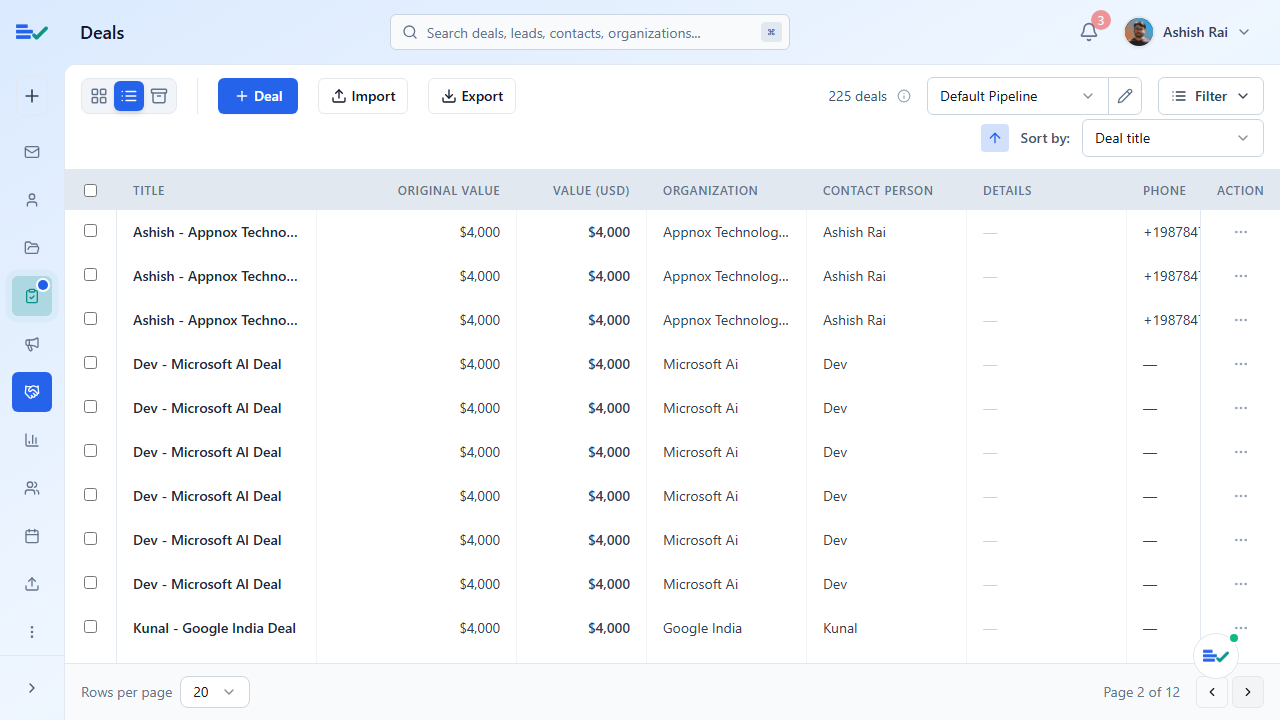 Deals
Search deals, leads, contacts, organizations...
⌘
3
Ashish Rai
Deal
Import
Export
225 deals
Default Pipeline
Filter
Sort by:
Deal title
TITLE ORIGINAL VALUE VALUE (USD) ORGANIZATION CONTACT PERSON DETAILS PHONE ACTION
Ashish - Appnox Techno... $4,000 $4,000 Appnox Technolog... Ashish Rai — +198784
Ashish - Appnox Techno... $4,000 $4,000 Appnox Technolog... Ashish Rai — +198784
Ashish - Appnox Techno... $4,000 $4,000 Appnox Technolog... Ashish Rai — +198784
Dev - Microsoft AI Deal $4,000 $4,000 Microsoft Ai Dev — —
Dev - Microsoft AI Deal $4,000 $4,000 Microsoft Ai Dev — —
Dev - Microsoft AI Deal $4,000 $4,000 Microsoft Ai Dev — —
Dev - Microsoft AI Deal $4,000 $4,000 Microsoft Ai Dev — —
Dev - Microsoft AI Deal $4,000 $4,000 Microsoft Ai Dev — —
Dev - Microsoft AI Deal $4,000 $4,000 Microsoft Ai Dev — —
Kunal - Google India Deal $4,000 $4,000 Google India Kunal — —
Rows per page 20
Page 2 of 12